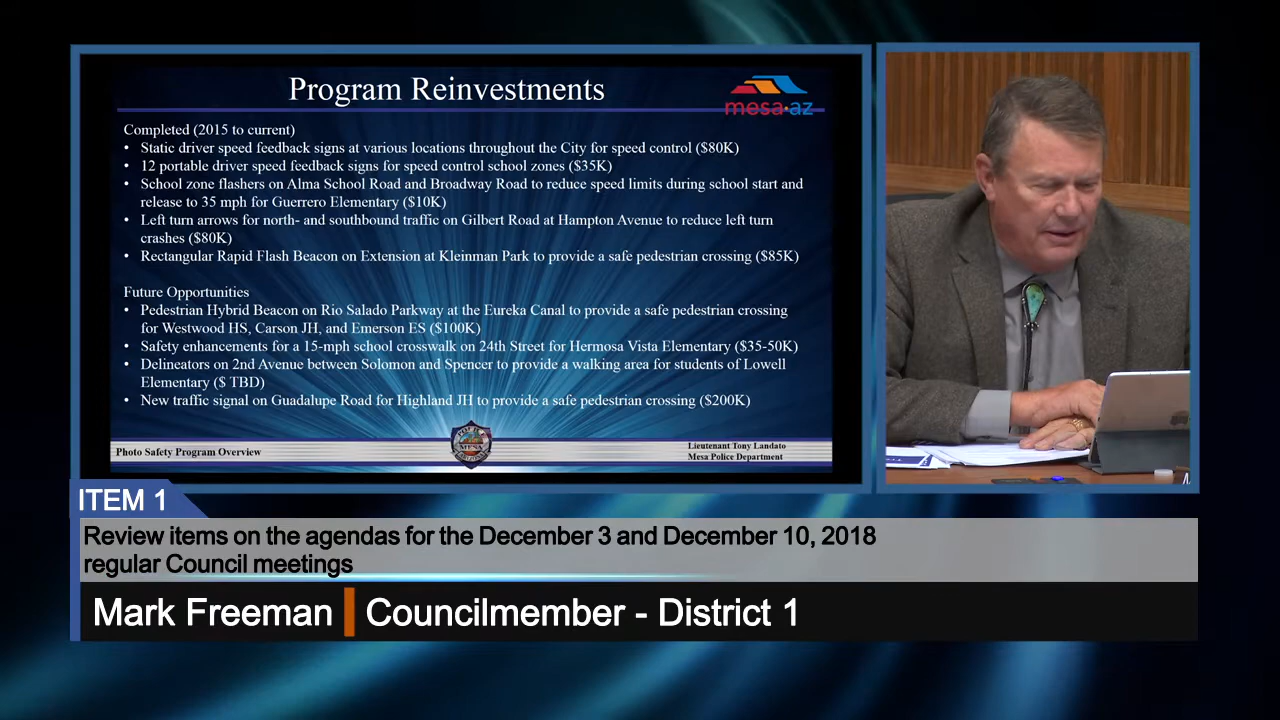 Program Reinvestments
mesa·az
Completed (2015 to current)
• Static driver speed feedback signs at various locations throughout the City for speed control ($80K)
• 12 portable driver speed feedback signs for speed control school zones ($35K)
• School zone flashers on Alma School Road and Broadway Road to reduce speed limits during school start and
release to 35 mph for Guerrero Elementary ($10K)
• Left turn arrows for north- and southbound traffic on Gilbert Road at Hampton Avenue to reduce left turn
crashes ($80K)
• Rectangular Rapid Flash Beacon on Extension at Kleinman Park to provide a safe pedestrian crossing ($85K)
Future Opportunities
• Pedestrian Hybrid Beacon on Rio Salado Parkway at the Eureka Canal to provide a safe pedestrian crossing
for Westwood HS, Carson JH, and Emerson ES ($100K)
• Safety enhancements for a 15-mph school crosswalk on 24th Street for Hermosa Vista Elementary ($35-50K)
• Delineators on 2nd Avenue between Solomon and Spencer to provide a walking area for students of Lowell
Elementary ($ TBD)
• New traffic signal on Guadalupe Road for Highland JH to provide a safe pedestrian crossing ($200K)
Photo Safety Program Overview
MESA
Lieutenant Tony Landato
Mesa Police Department
ITEM 1
Review items on the agendas for the December 3 and December 10, 2018
regular Council meetings
Mark Freeman
Councilmember - District 1